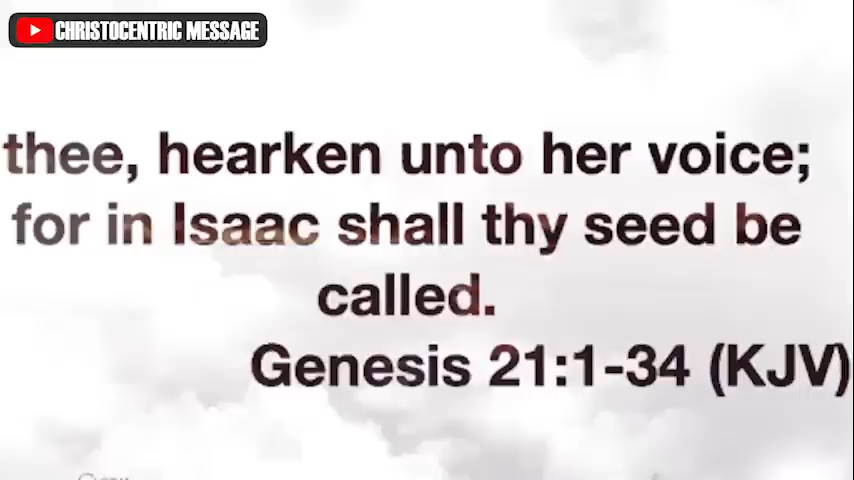 CHRISTOCENTRIC MESSAGE
thee, hearken unto her voice;
for in Isaac shall thy seed be
called.
Genesis 21:1-34 (KJV)